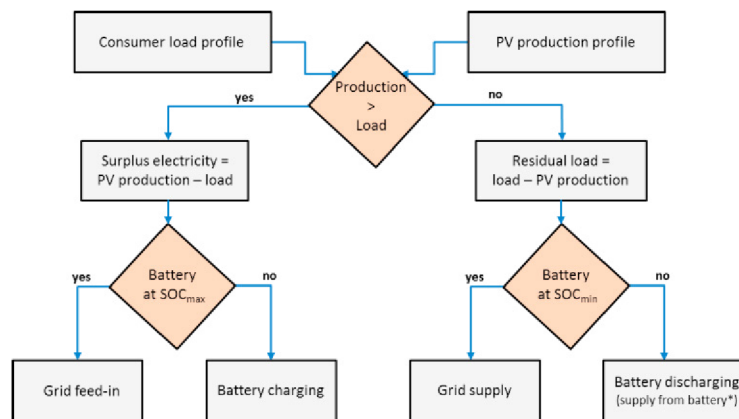 Consumer load profile
PV production profile
Production
>
Load
yes
no
Surplus electricity =
PV production – load
Residual load =
load – PV production
yes
Battery
at SOCmax
no
yes
Battery
at SOCmin
no
Grid feed-in
Battery charging
Grid supply
Battery discharging
(supply from battery*)